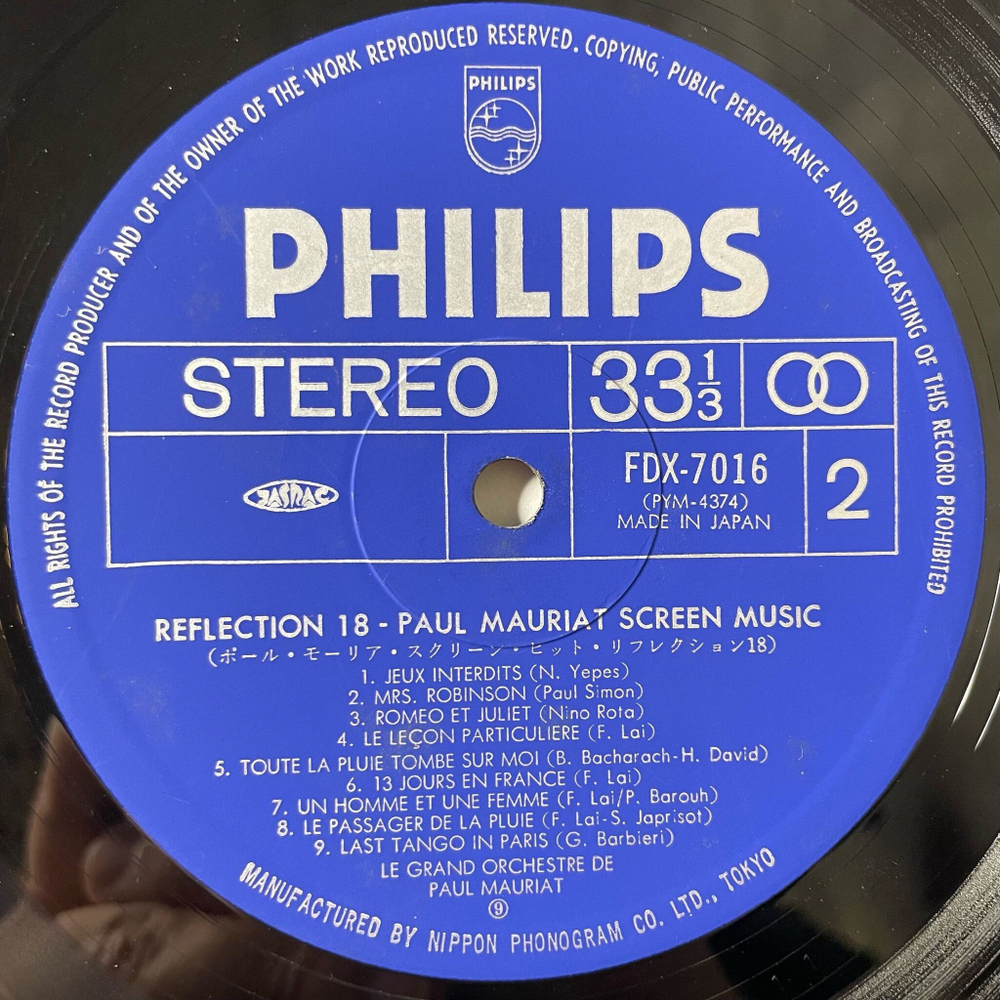 ALL RIGHTS OF THE RECORD PRODUCER AND OF THE OWNER OF THE WORK REPRODUCED RESERVED. COPYING, PUBLIC PERFORMANCE AND BROADCASTING OF THIS RECORD PROHIBITED
PHILIPS
PHILIPS
STEREO 33 1/3
JASRAC FDX-7016 2
(PYM-4374)
MADE IN JAPAN
REFLECTION 18 - PAUL MAURIAT SCREEN MUSIC
(ポール・モーリア・スクリーン・ヒット・リフレクション18)
1. JEUX INTERDITS (N. Yepes)
2. MRS. ROBINSON (Paul Simon)
3. ROMEO ET JULIET (Nino Rota)
4. LE LEÇON PARTICULIERE (F. Lai)
5. TOUTE LA PLUIE TOMBE SUR MOI (B. Bacharach-H. David)
6. 13 JOURS EN FRANCE (F. Lai)
7. UN HOMME ET UNE FEMME (F. Lai/P. Barouh)
8. LE PASSAGER DE LA PLUIE (F. Lai-S. Japrisot)
9. LAST TANGO IN PARIS (G. Barbieri)
LE GRAND ORCHESTRE DE
PAUL MAURIAT
⑨
MANUFACTURED BY NIPPON PHONOGRAM CO. LTD., TOKYO